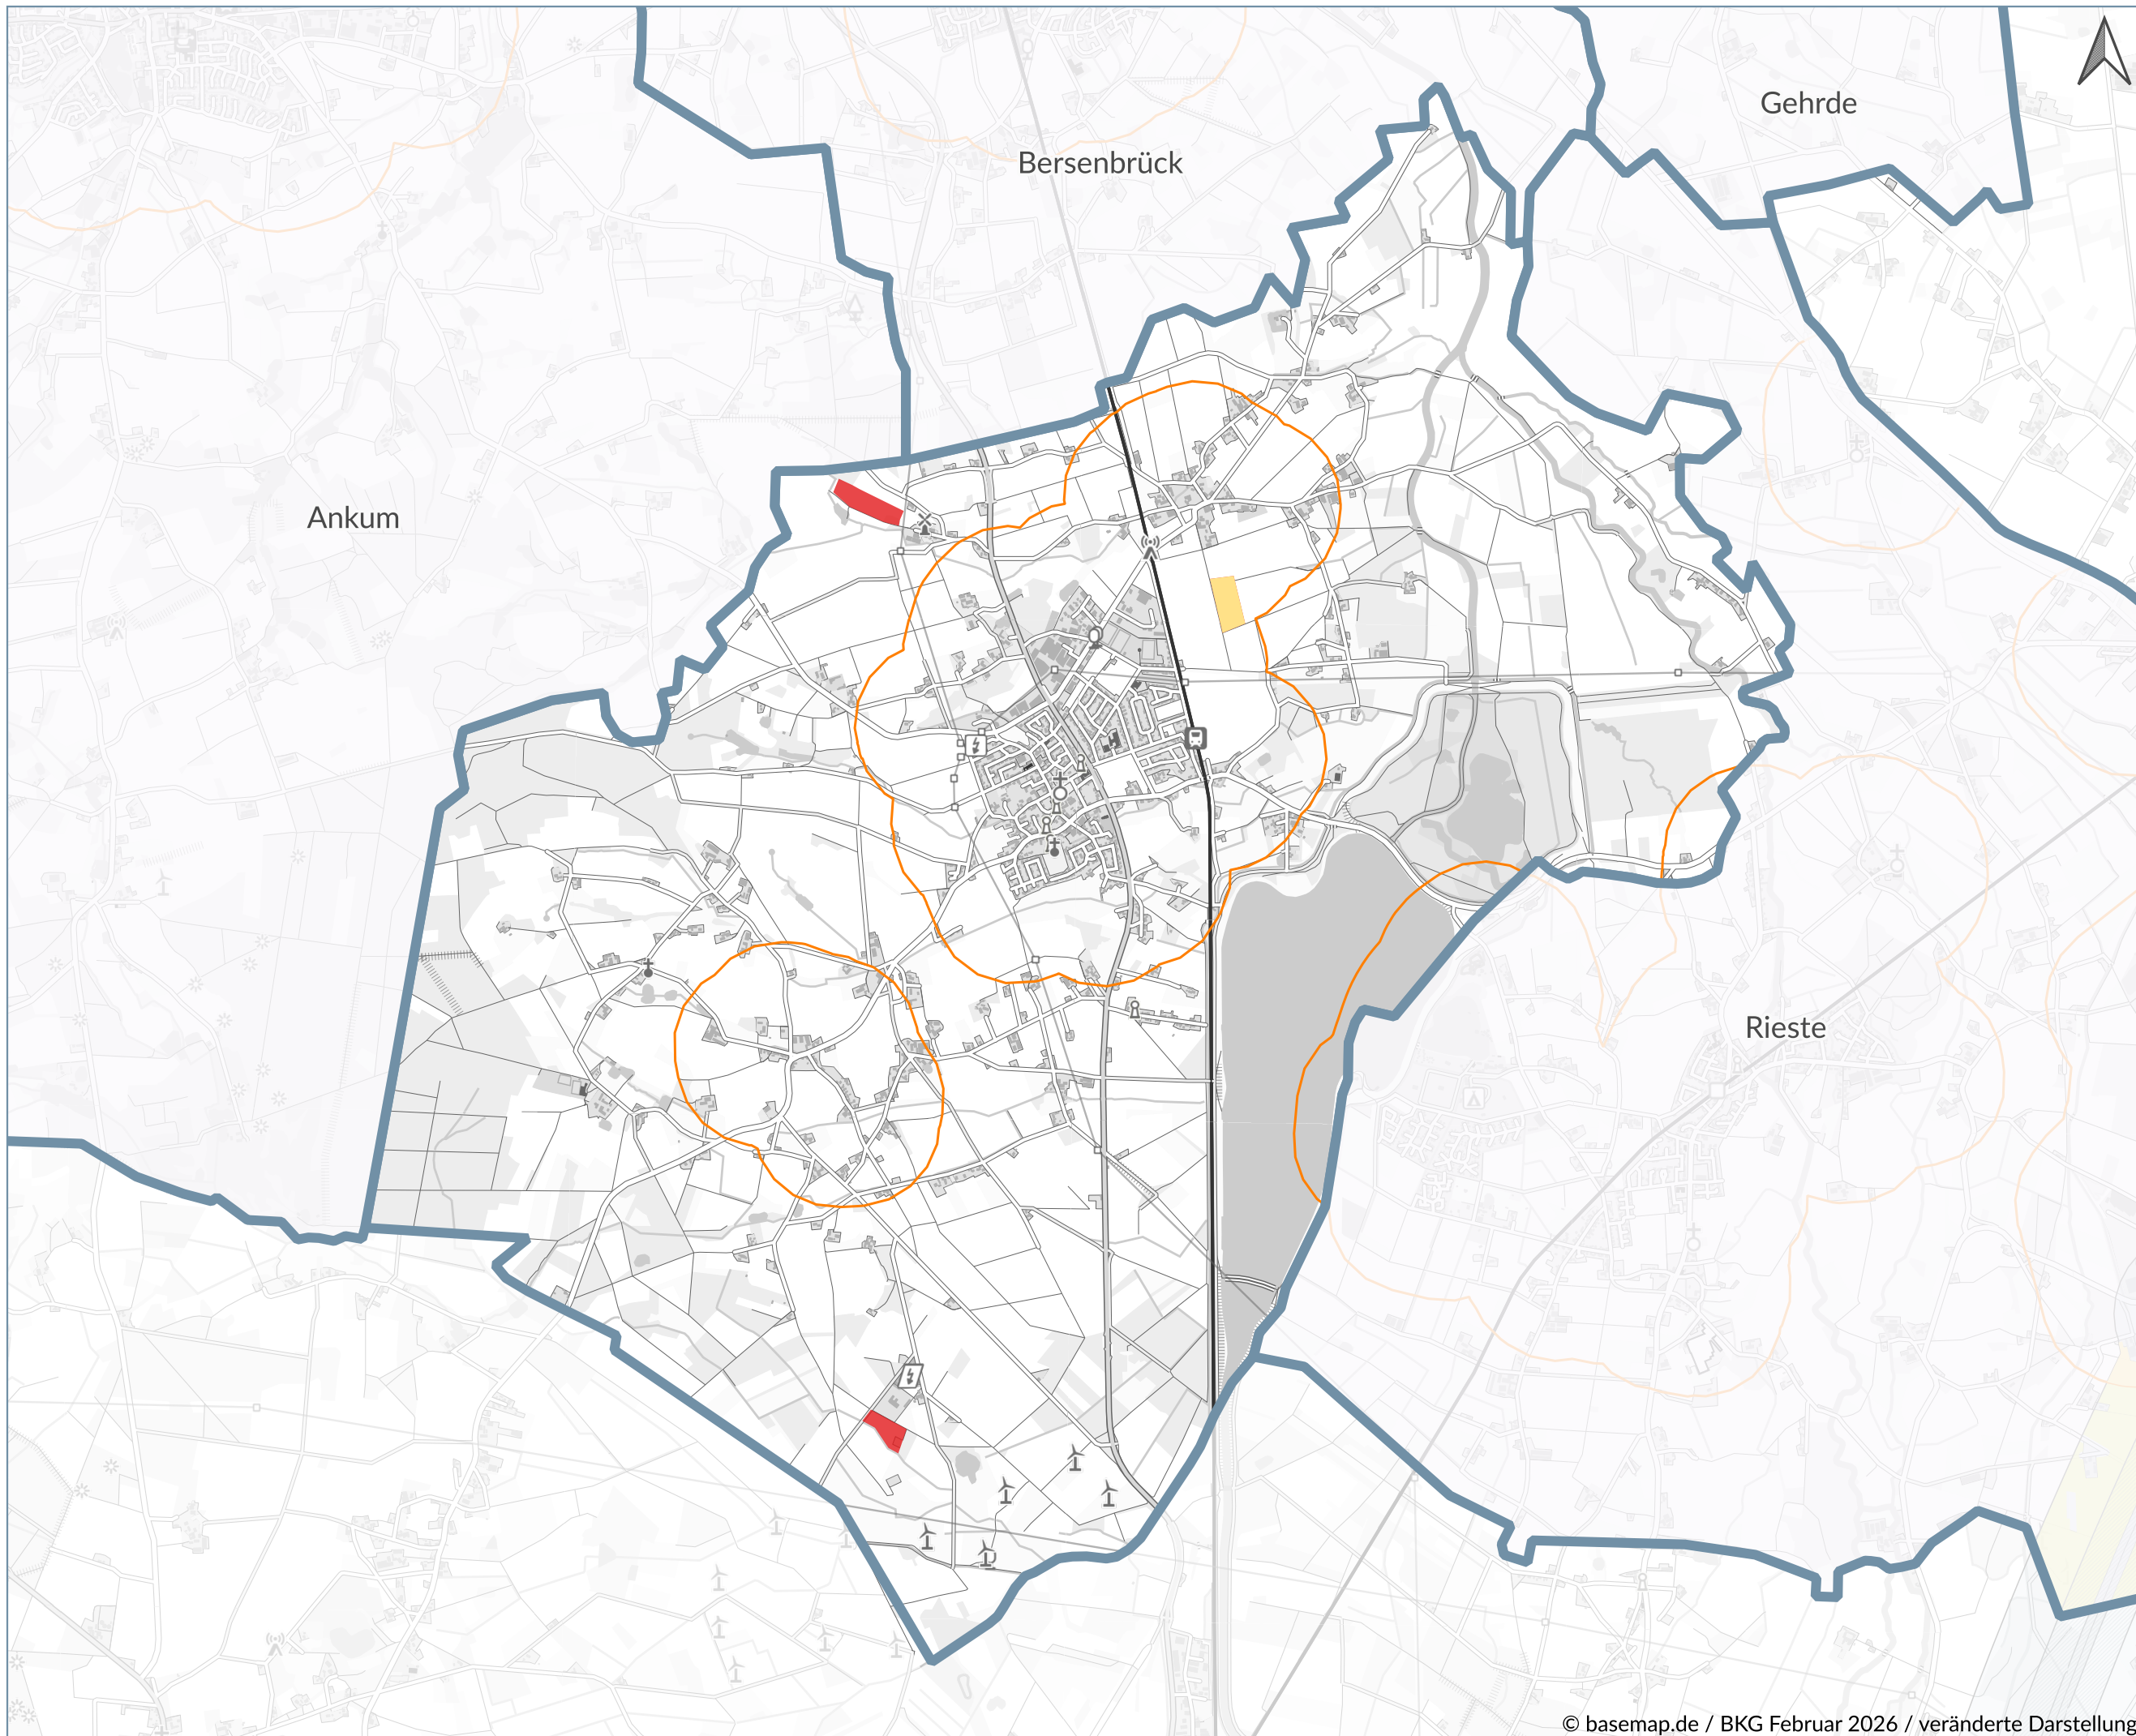 Gehrde
Bersenbrück
Ankum
Rieste
© basemap.de / BKG Februar 2026 / veränderte Darstellung